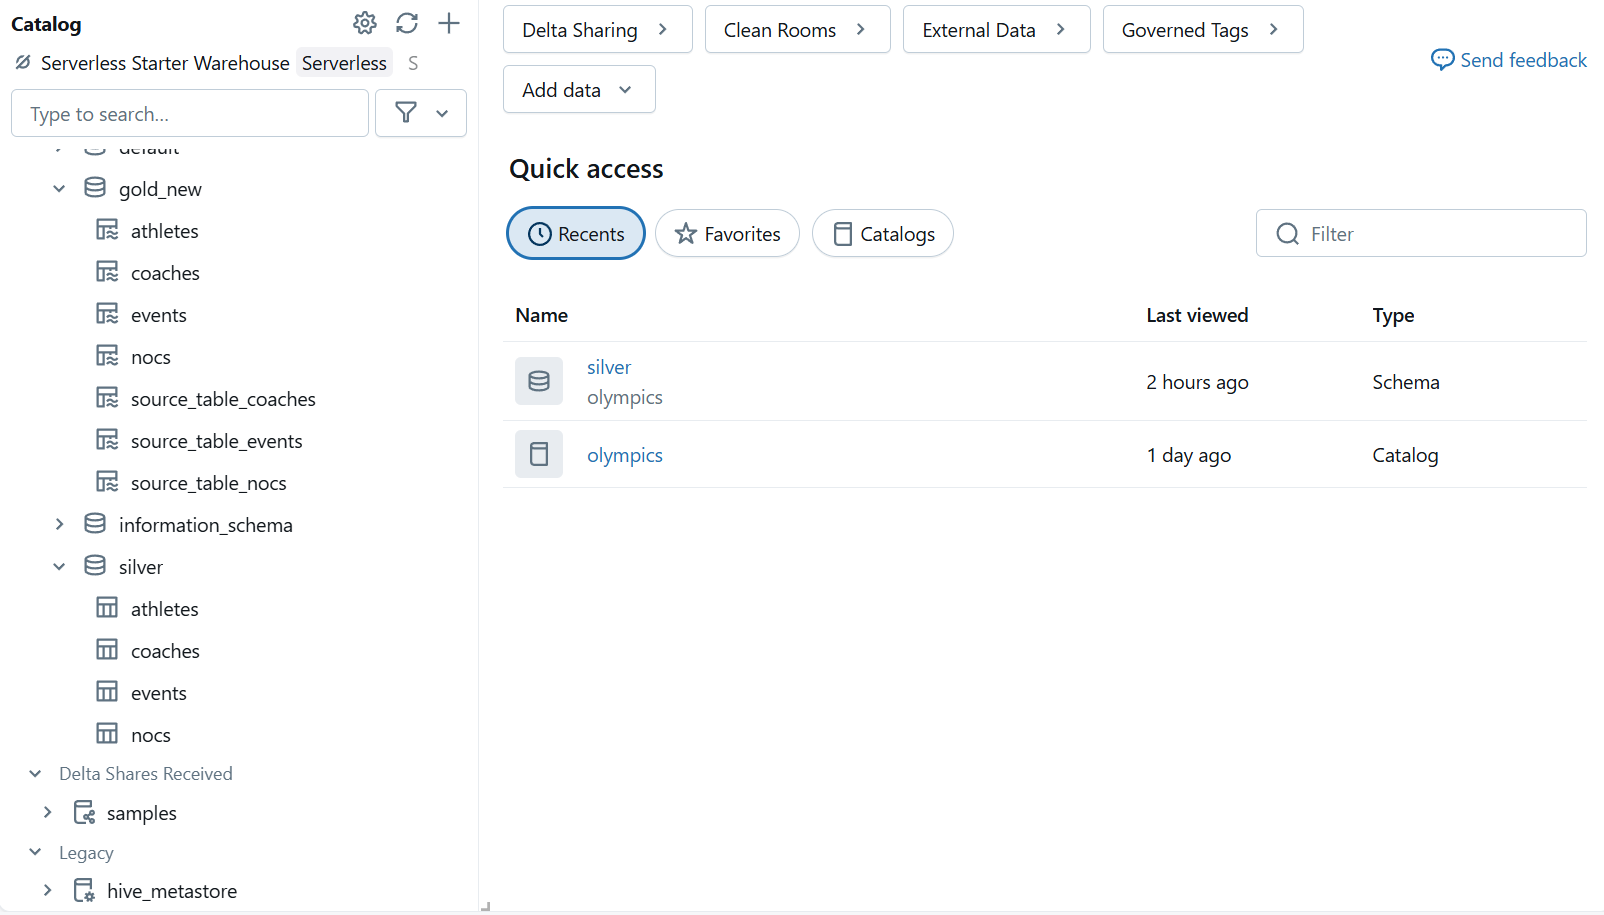 Catalog
Serverless Starter Warehouse Serverless S
Type to search...
default
gold_new
athletes
coaches
events
nocs
source_table_coaches
source_table_events
source_table_nocs
information_schema
silver
athletes
coaches
events
nocs
Delta Shares Received
samples
Legacy
hive_metastore
Delta Sharing
Clean Rooms
External Data
Governed Tags
Add data
Send feedback
Quick access
Recents
Favorites
Catalogs
Filter
Name Last viewed Type
silver
olympics
2 hours ago Schema
olympics 1 day ago Catalog